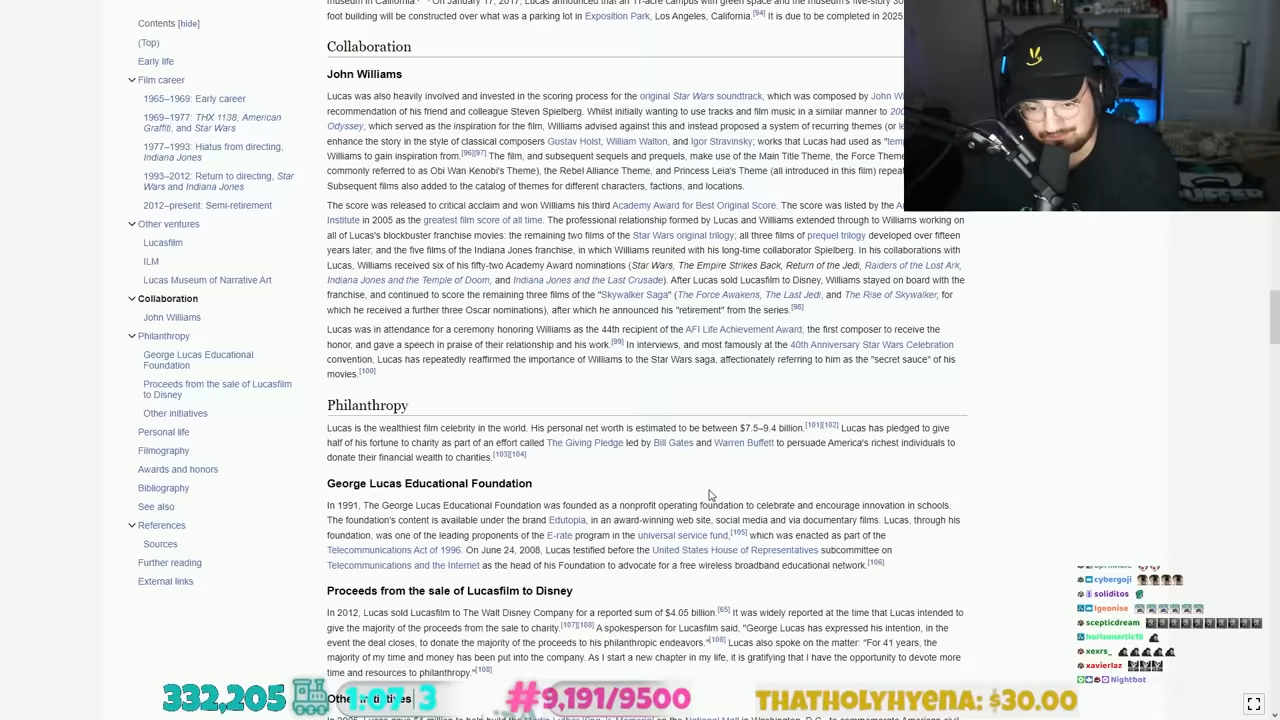 Contents [hide]
(Top)
Early life
Film career
1965–1969: Early career
1969–1977: THX 1138, American
Graffiti, and Star Wars
1977–1993: Hiatus from directing,
Indiana Jones
1993–2012: Return to directing, Star
Wars and Indiana Jones
2012–present: Semi-retirement
Other ventures
Lucasfilm
ILM
Lucas Museum of Narrative Art
Collaboration
John Williams
Philanthropy
George Lucas Educational
Foundation
Proceeds from the sale of Lucasfilm
to Disney
Other initiatives
Personal life
Filmography
Awards and honors
Bibliography
See also
References
Sources
Further reading
External links
museum in California. On January 17, 2017, Lucas announced that an 11-acre campus with green space and the museum's five-story
foot building will be constructed over what was a parking lot in Exposition Park, Los Angeles, California.[94] It is due to be completed in 2025
Collaboration
John Williams
Lucas was also heavily involved and invested in the scoring process for the original Star Wars soundtrack, which was composed by John
recommendation of his friend and colleague Steven Spielberg. Whilst initially wanting to use tracks and film music in a similar manner to
Odyssey, which served as the inspiration for the film, Williams advised against this and instead proposed a system of recurring themes (or
enhance the story in the style of classical composers Gustav Holst, William Walton, and Igor Stravinsky; works that Lucas had used as
Williams to gain inspiration from.[96][97] The film, and subsequent sequels and prequels, make use of the Main Title Theme, the Force Theme
commonly referred to as Obi Wan Kenobi's Theme), the Rebel Alliance Theme, and Princess Leia's Theme (all introduced in this film)
Subsequent films also added to the catalog of themes for different characters, factions, and locations.
The score was released to critical acclaim and won Williams his third Academy Award for Best Original Score. The score was listed by the
Institute in 2005 as the greatest film score of all time. The professional relationship formed by Lucas and Williams extended through to Williams working on
all of Lucas's blockbuster franchise movies: the remaining two films of the Star Wars original trilogy; all three films of prequel trilogy developed over fifteen
years later; and the five films of the Indiana Jones franchise, in which Williams reunited with his long-time collaborator Spielberg. In his collaborations with
Lucas, Williams received six of his fifty-two Academy Award nominations (Star Wars, The Empire Strikes Back, Return of the Jedi, Raiders of the Lost Ark,
Indiana Jones and the Temple of Doom, and Indiana Jones and the Last Crusade). After Lucas sold Lucasfilm to Disney, Williams stayed on board with the
franchise, and continued to score the remaining three films of the "Skywalker Saga" (The Force Awakens, The Last Jedi, and The Rise of Skywalker, for
which he received a further three Oscar nominations), after which he announced his "retirement" from the series.[98]
Lucas was in attendance for a ceremony honoring Williams as the 44th recipient of the AFI Life Achievement Award, the first composer to receive the
honor, and gave a speech in praise of their relationship and his work.[99] In interviews, and most famously at the 40th Anniversary Star Wars Celebration
convention, Lucas has repeatedly reaffirmed the importance of Williams to the Star Wars saga, affectionately referring to him as the "secret sauce" of his
movies.[100]
Philanthropy
Lucas is the wealthiest film celebrity in the world. His personal net worth is estimated to be between $7.5–9.4 billion.[101][102] Lucas has pledged to give
half of his fortune to charity as part of an effort called The Giving Pledge led by Bill Gates and Warren Buffett to persuade America's richest individuals to
donate their financial wealth to charities.[103][104]
George Lucas Educational Foundation
In 1991, The George Lucas Educational Foundation was founded as a nonprofit operating foundation to celebrate and encourage innovation in schools.
The foundation's content is available under the brand Edutopia, in an award-winning web site, social media and via documentary films. Lucas, through his
foundation, was one of the leading proponents of the E-rate program in the universal service fund,[105] which was enacted as part of the
Telecommunications Act of 1996. On June 24, 2008, Lucas testified before the United States House of Representatives subcommittee on
Telecommunications and the Internet as the head of his Foundation to advocate for a free wireless broadband educational network.[106]
Proceeds from the sale of Lucasfilm to Disney
In 2012, Lucas sold Lucasfilm to The Walt Disney Company for a reported sum of $4.05 billion.[65] It was widely reported at the time that Lucas intended to
give the majority of the proceeds from the sale to charity.[107][108] A spokesperson for Lucasfilm said, "George Lucas has expressed his intention, in the
event the deal closes, to donate the majority of the proceeds to his philanthropic endeavors."[108] Lucas also spoke on the matter: "For 41 years, the
majority of my time and money has been put into the company. As I start a new chapter in my life, it is gratifying that I have the opportunity to devote more
time and resources to philanthropy."[108]
cybergoji
soliditos
lgeonise
scepticdream
horizonartic15
xexrs_
xavierlaz
Nightbot
332,205
#9,191/9500
THATHOLYHYENA: $30.00